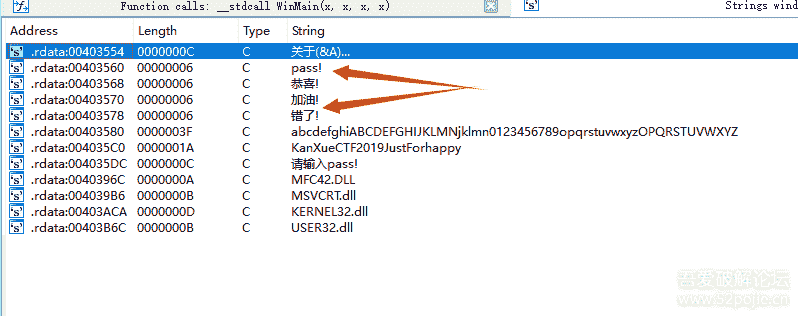 Function calls: __stdcall WinMain(x, x, x, x) Strings wind
Address Length Type String
's' .rdata:00403554 0000000C C 关于(&A)...
's' .rdata:00403560 00000006 C pass!
's' .rdata:00403568 00000006 C 恭喜!
's' .rdata:00403570 00000006 C 加油!
's' .rdata:00403578 00000006 C 错了!
's' .rdata:00403580 0000003F C abcdefghiABCDEFGHIJKLMNjklmn0123456789opqrstuvwxyzOPQRSTUVWXYZ
's' .rdata:004035C0 0000001A C KanXueCTF2019JustForhappy
's' .rdata:004035DC 0000000C C 请输入pass!
's' .rdata:0040396C 0000000A C MFC42.DLL
's' .rdata:004039B6 0000000B C MSVCRT.dll
's' .rdata:00403ACA 0000000D C KERNEL32.dll
's' .rdata:00403B6C 0000000B C USER32.dll
吾爱破解论坛
www.52pojie.cn